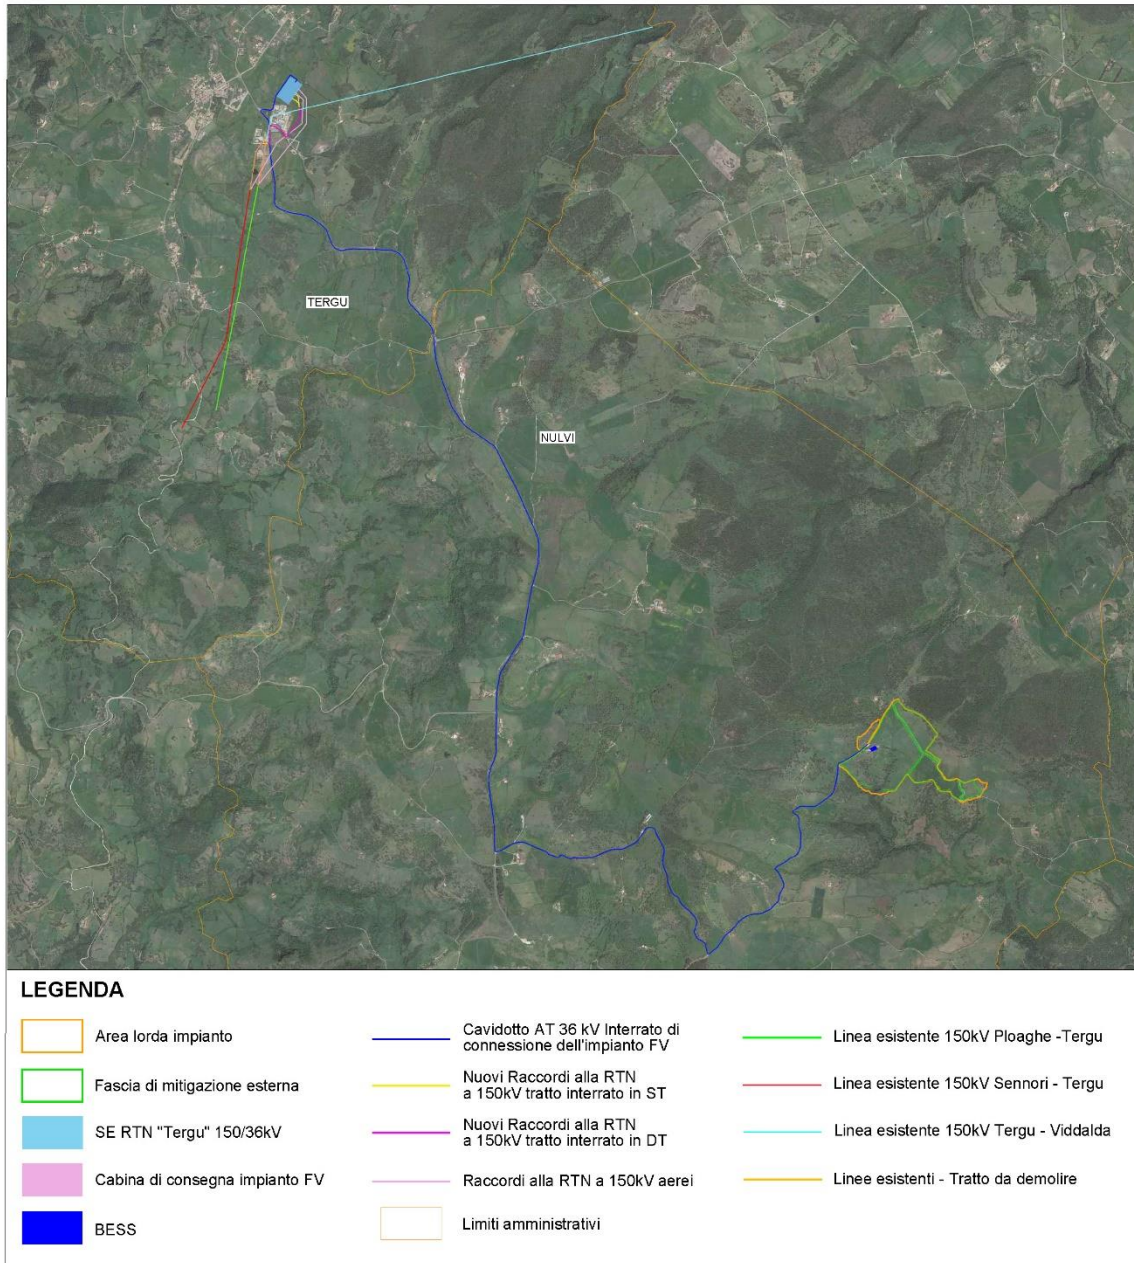 TERGU
NULVI
LEGENDA
Area lorda impianto
Fascia di mitigazione esterna
SE RTN "Tergu" 150/36kV
Cabina di consegna impianto FV
BESS
Cavidotto AT 36 kV Interrato di
connessione dell'impianto FV
Nuovi Raccordi alla RTN
a 150kV tratto interrato in ST
Nuovi Raccordi alla RTN
a 150kV tratto interrato in DT
Raccordi alla RTN a 150kV aerei
Limiti amministrativi
Linea esistente 150kV Ploaghe -Tergu
Linea esistente 150kV Sennori - Tergu
Linea esistente 150kV Tergu - Viddalda
Linee esistenti - Tratto da demolire